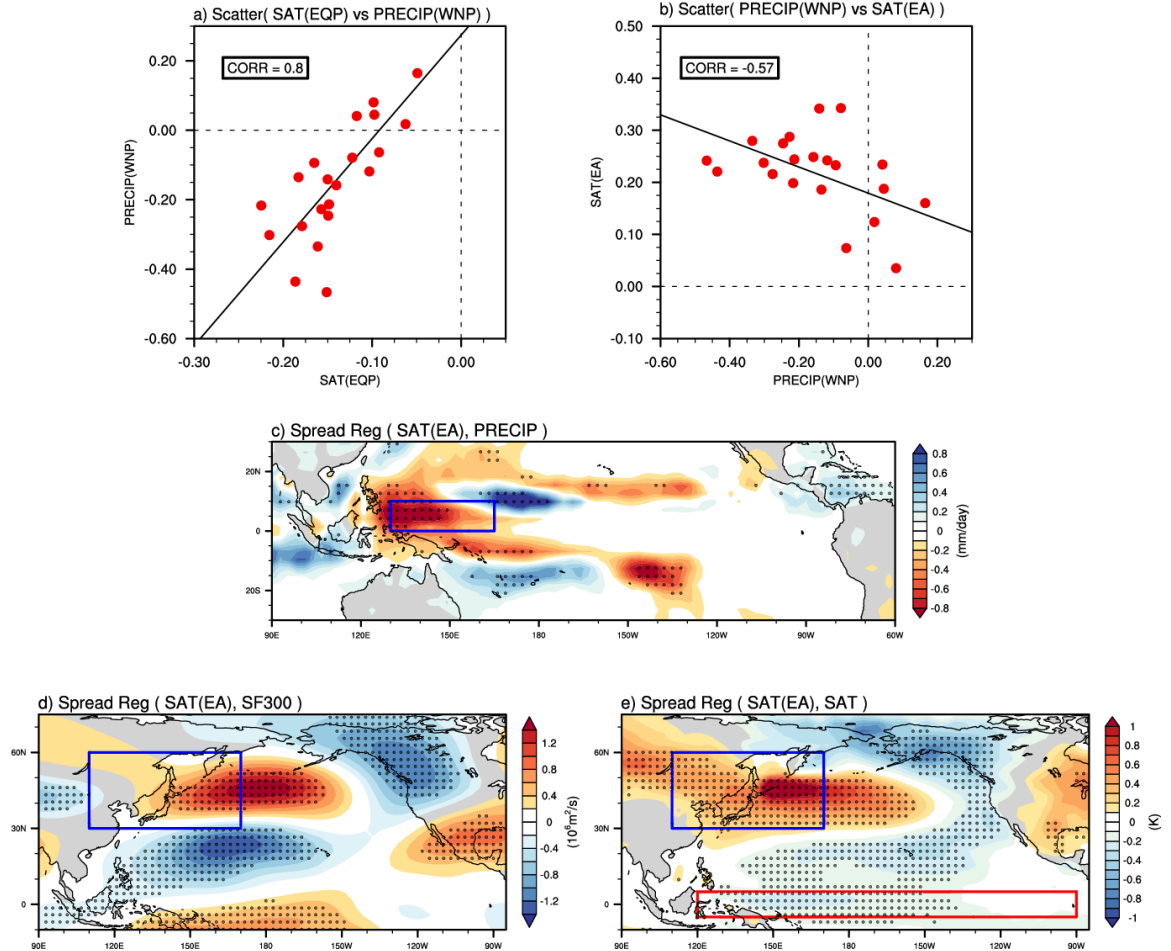 a) Scatter( SAT(EQP) vs PRECIP(WNP) )
CORR = 0.8
PRECIP(WNP)
0.20
0.00
-0.20
-0.40
-0.60
-0.30 -0.20 -0.10 0.00
SAT(EQP)
b) Scatter( PRECIP(WNP) vs SAT(EA) )
CORR = -0.57
SAT(EA)
0.50
0.40
0.30
0.20
0.10
0.00
-0.10
-0.60 -0.40 -0.20 0.00 0.20
PRECIP(WNP)
c) Spread Reg ( SAT(EA), PRECIP )
20N
0
20S
90E 120E 150E 180 150W 120W 90W 60W
0.8
0.6
0.4
0.2
0
-0.2
-0.4
-0.6
-0.8
(mm/day)
d) Spread Reg ( SAT(EA), SF300 )
60N
30N
0
90E 120E 150E 180 150W 120W 90W
1.2
0.8
0.4
0
-0.4
-0.8
-1.2
(10⁶m²/s)
e) Spread Reg ( SAT(EA), SAT )
60N
30N
0
90E 120E 150E 180 150W 120W 90W
1
0.8
0.6
0.4
0.2
0
-0.2
-0.4
-0.6
-0.8
-1
(K)